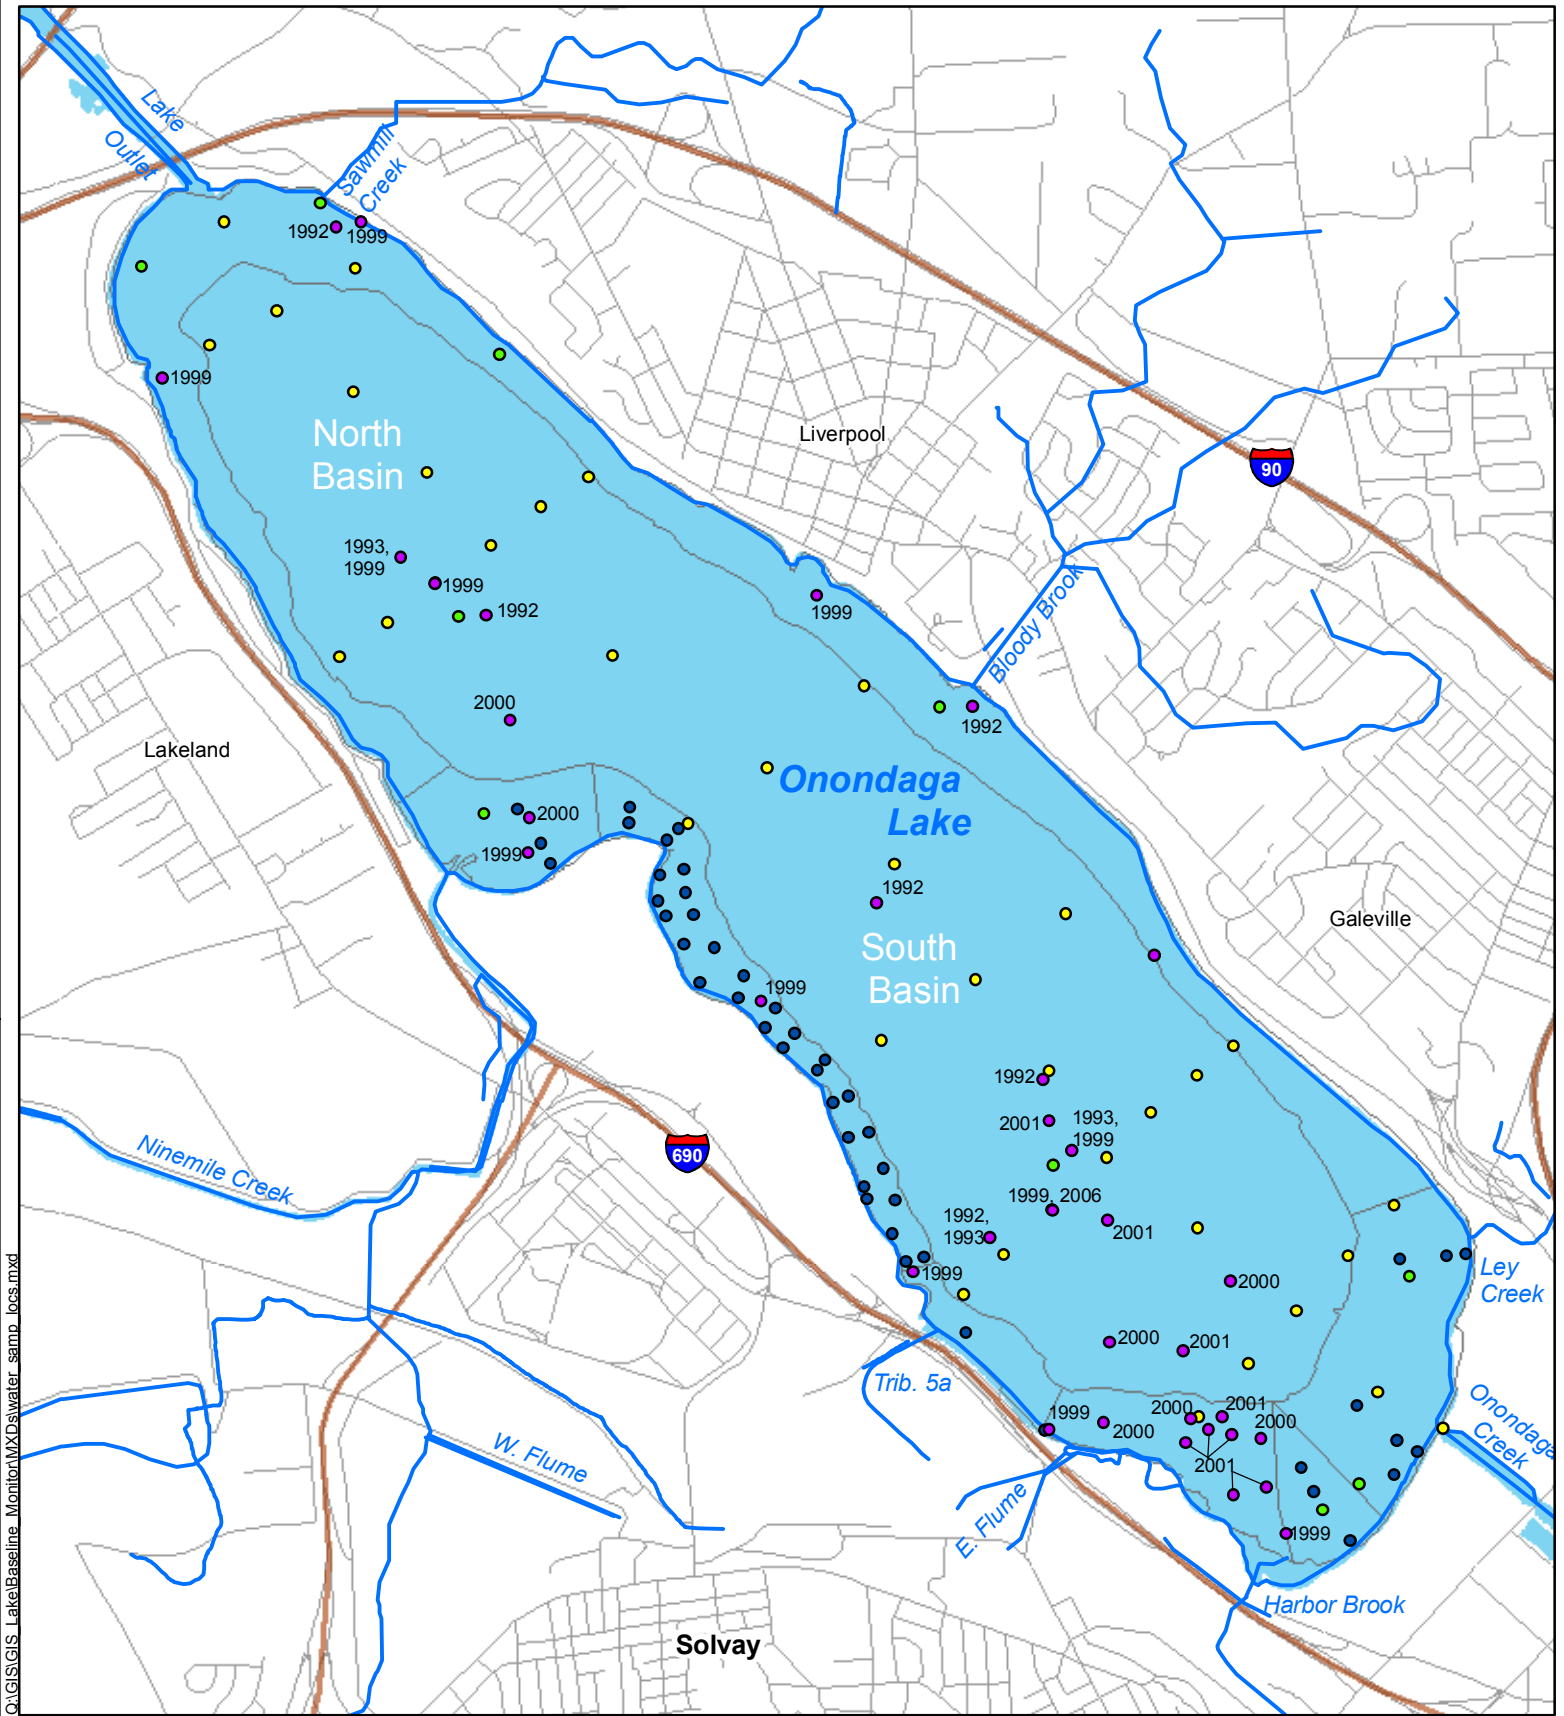 Lake
Outlet
Sawmill
Creek
1992
1999
1999
North
Basin
Liverpool
90
1993,
1999
1999
1992
1999
Bloody Brook
2000
1992
Lakeland
Onondaga
Lake
2000
1999
1992
Galeville
South
Basin
1999
1992
2001
1993,
1999
690
Ninemile Creek
1999, 2006
1992,
1993
2001
1999
2000
Ley
Creek
2000
2001
Trib. 5a
1999
2000
2000
2001
2000
Onondaga
Creek
2001
W. Flume
E. Flume
1999
Harbor Brook
Solvay
Q:\GIS\GIS_Lake\Baseline_Monitor\MXDs\water_samp_locs.mxd